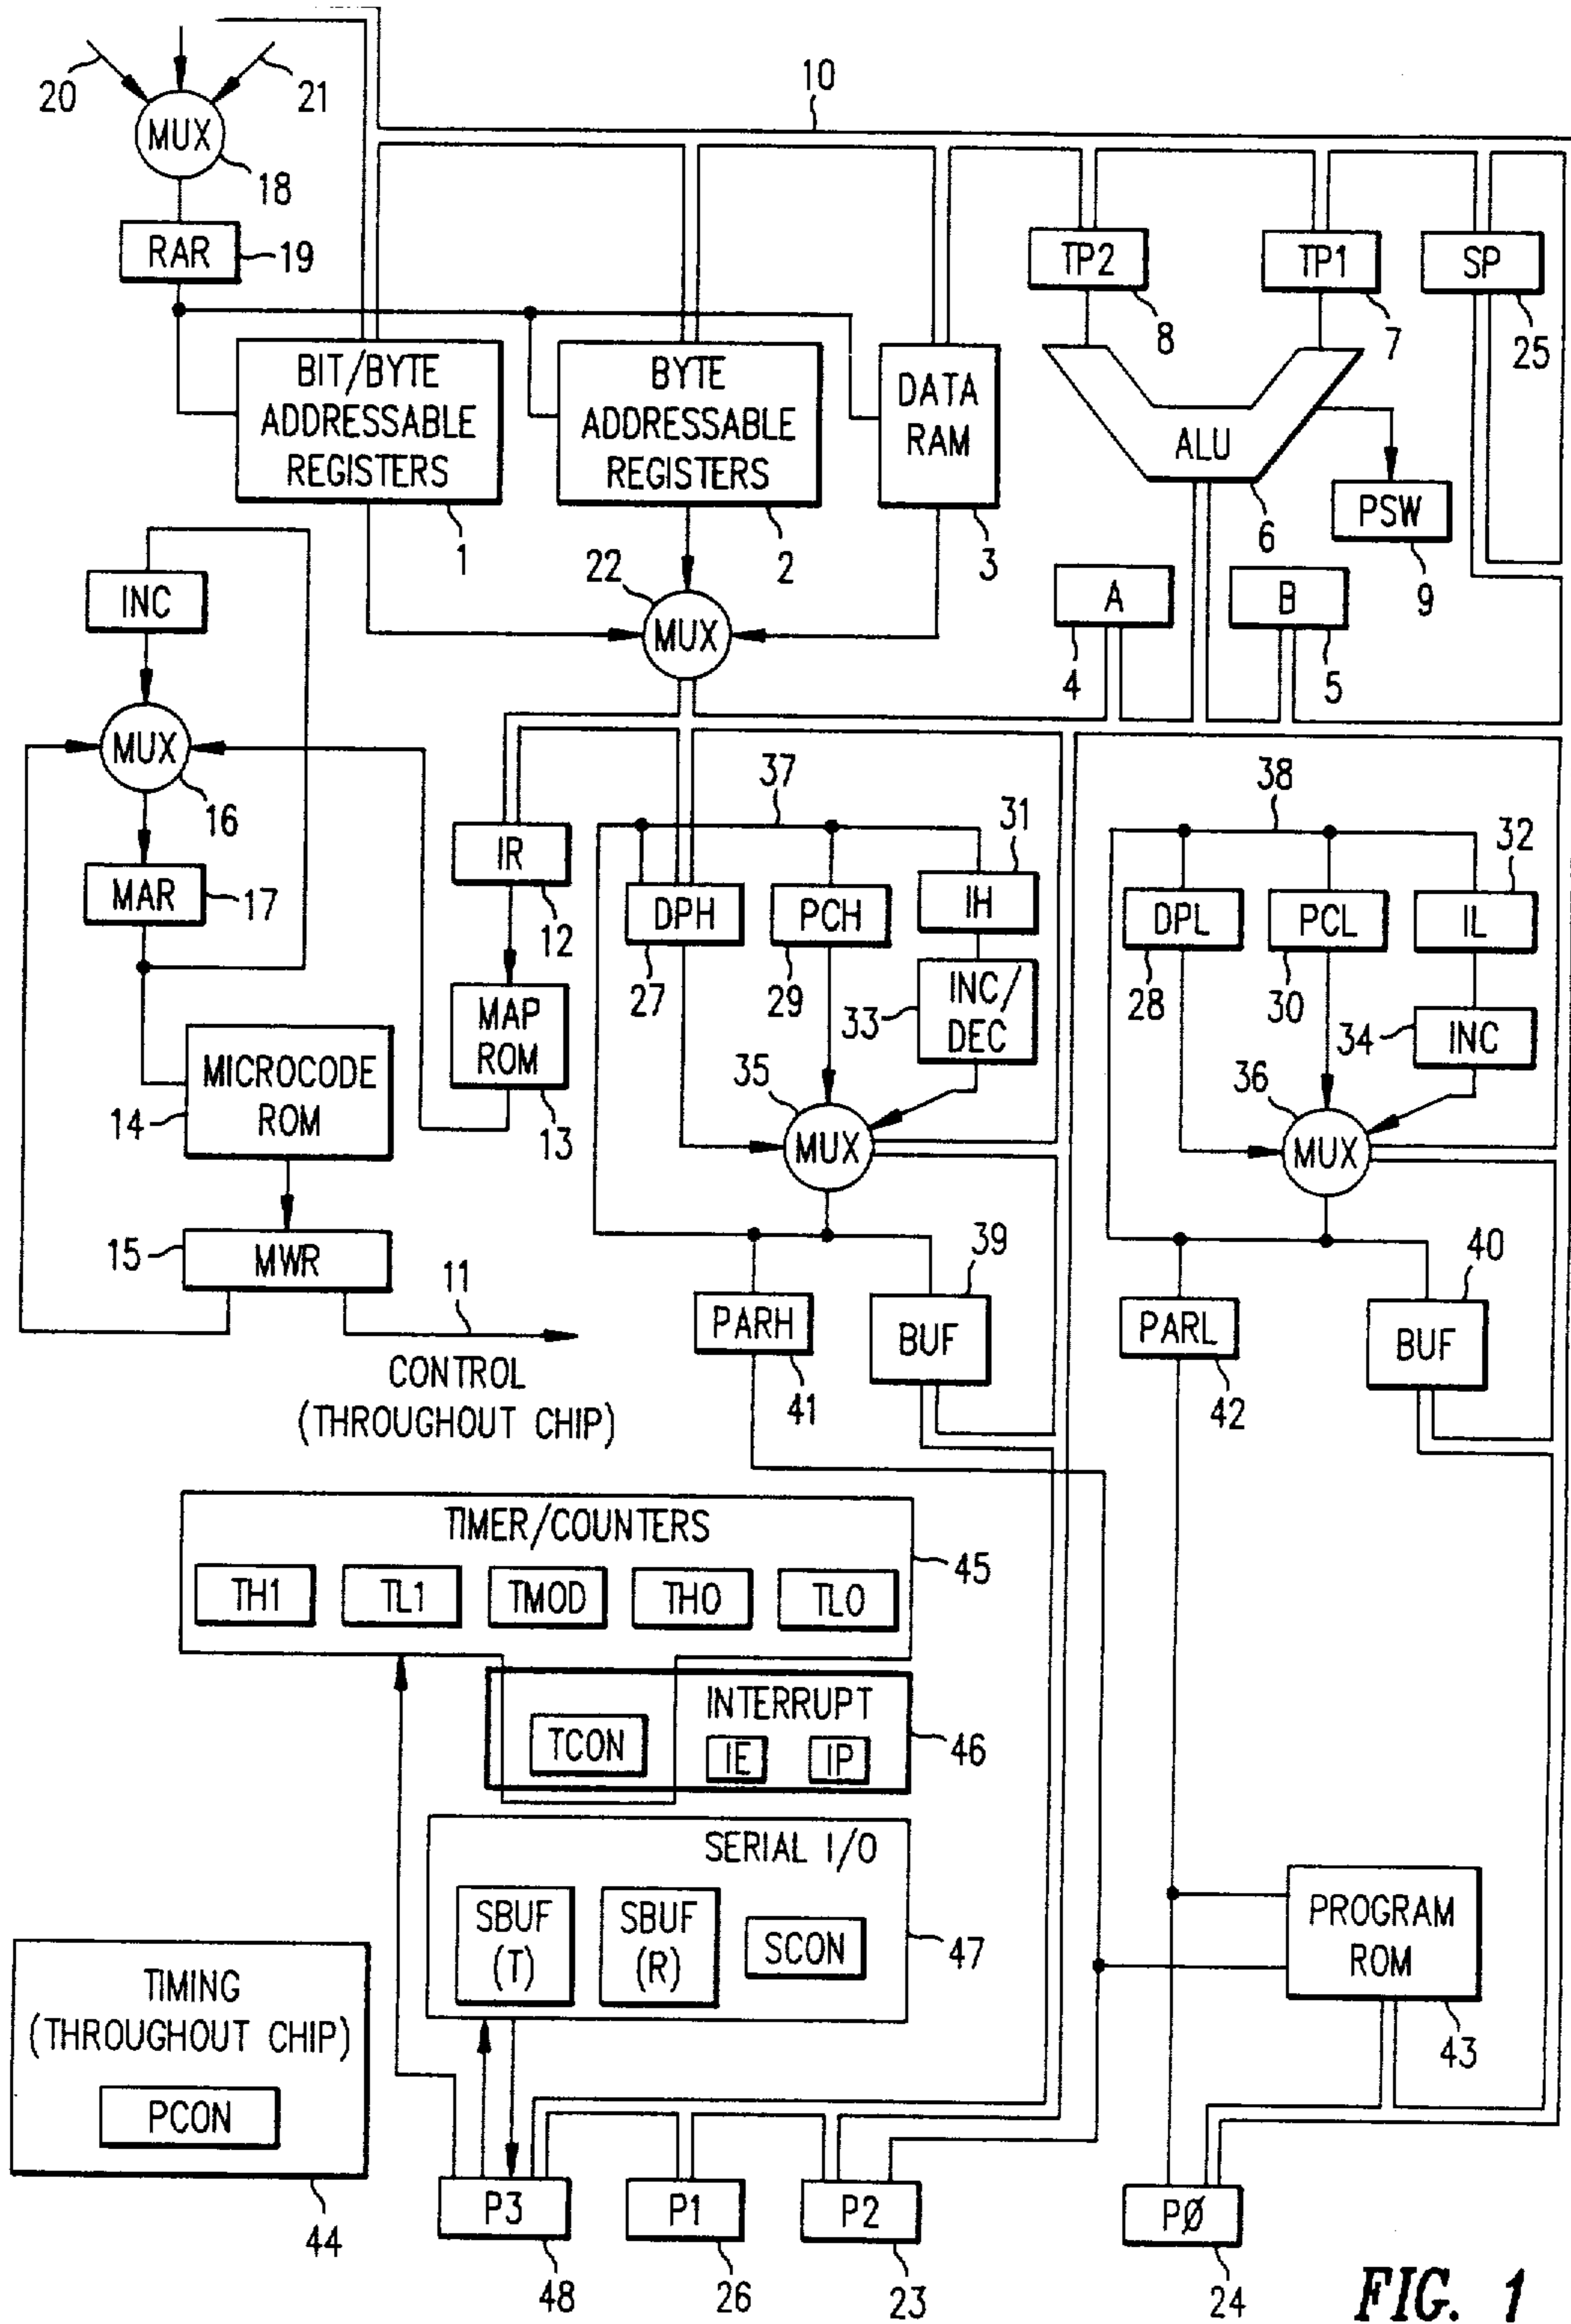 20
21
MUX
18
10
RAR
19
TP2
8
TP1
7
SP
25
BIT/BYTE
ADDRESSABLE
REGISTERS
1
BYTE
ADDRESSABLE
REGISTERS
2
DATA
RAM
3
ALU
6
PSW
9
22
MUX
A
4
B
5
INC
MUX
16
MAR
17
IR
12
MAP
ROM
13
MICROCODE
ROM
14
MWR
15
11
CONTROL
(THROUGHOUT CHIP)
37
31
DPH
27
PCH
29
IH
INC/
DEC
33
35
MUX
39
PARH
41
BUF
38
32
DPL
28
PCL
30
IL
INC
34
36
MUX
40
PARL
42
BUF
TIMER/COUNTERS
45
TH1
TL1
TMOD
TH0
TL0
INTERRUPT
46
TCON
IE
IP
SERIAL I/O
47
SBUF
(T)
SBUF
(R)
SCON
PROGRAM
ROM
43
TIMING
(THROUGHOUT CHIP)
PCON
44
P3
48
P1
26
P2
23
PØ
24
FIG. 1